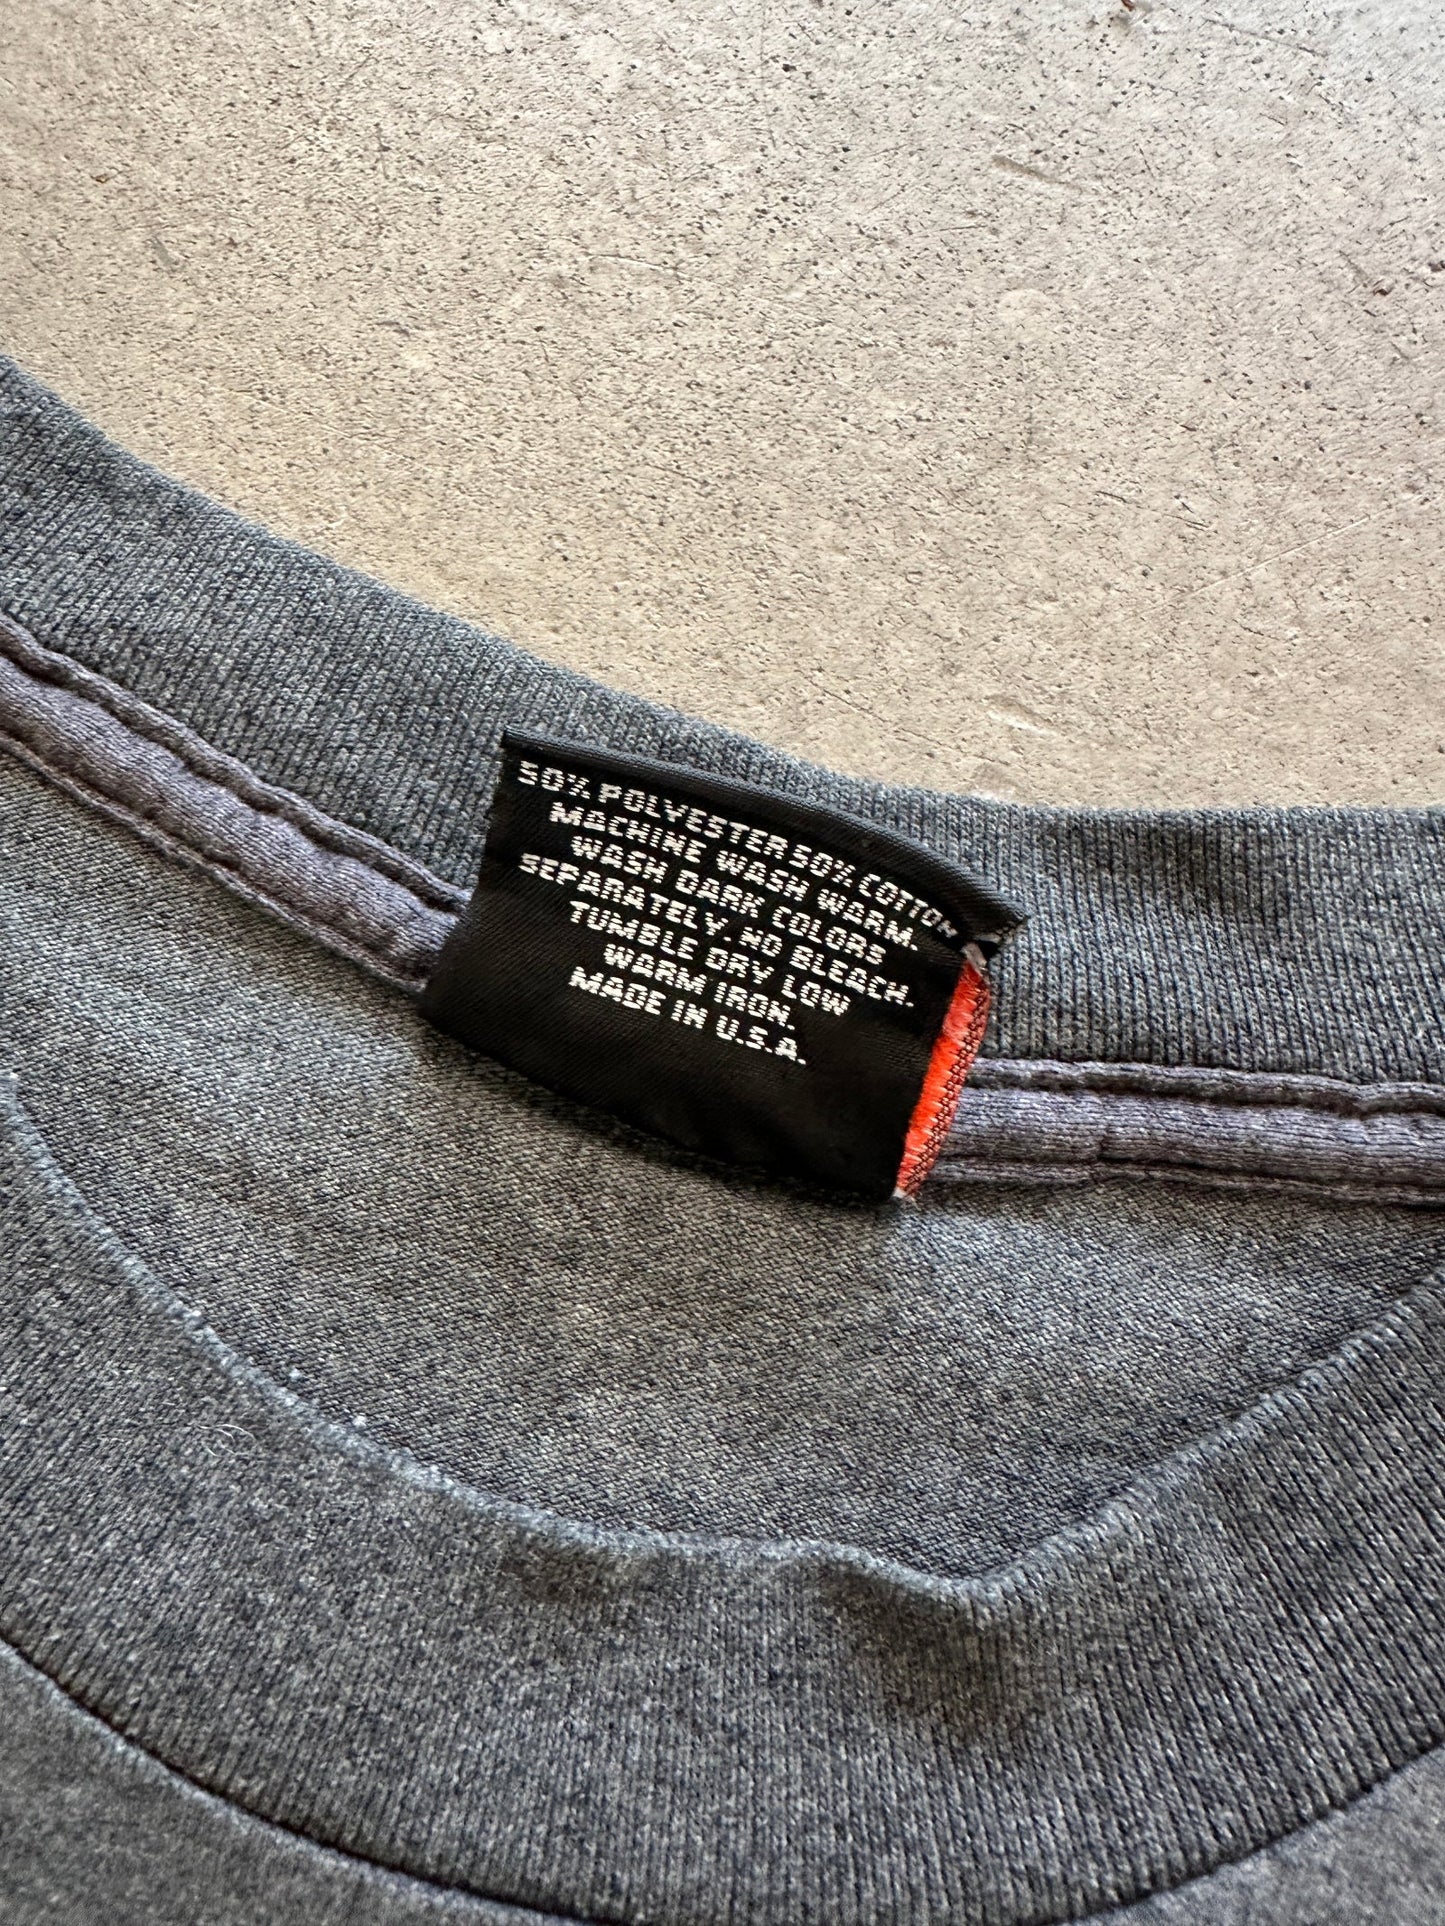 50% POLYESTER 50% COTTON
MACHINE WASH WARM.
WASH DARK COLORS
SEPARATELY, NO BLEACH.
TUMBLE DRY LOW
WARM IRON.
MADE IN U.S.A.